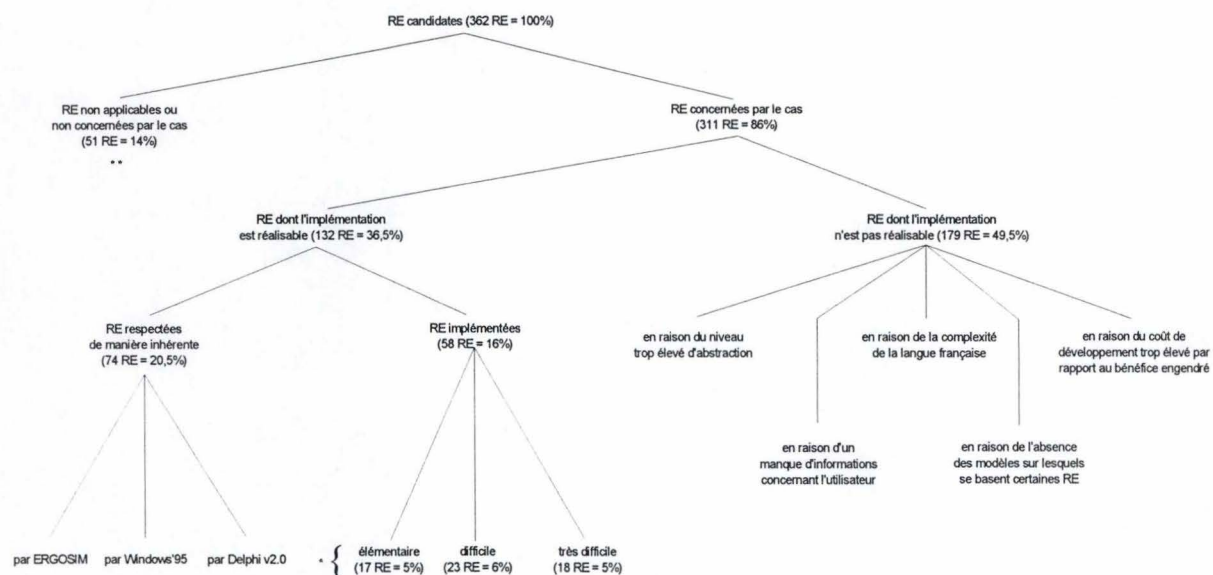 RE candidates (362 RE = 100%)
RE non applicables ou
non concernées par le cas
(51 RE = 14%)
**
RE concernées par le cas
(311 RE = 86%)
RE dont l'implémentation
est réalisable (132 RE = 36,5%)
RE dont l'implémentation
n'est pas réalisable (179 RE = 49,5%)
RE respectées
de manière inhérente
(74 RE = 20,5%)
RE implémentées
(58 RE = 16%)
en raison du niveau
trop élevé d'abstraction
en raison de la complexité
de la langue française
en raison du coût de
développement trop élevé par
rapport au bénéfice engendré
en raison d'un
manque d'informations
concernant l'utilisateur
en raison de l'absence
des modèles sur lesquels
se basent certaines RE
par ERGOSIM
par Windows'95
par Delphi v2.0
* {
élémentaire
(17 RE = 5%)
difficile
(23 RE = 6%)
très difficile
(18 RE = 5%)